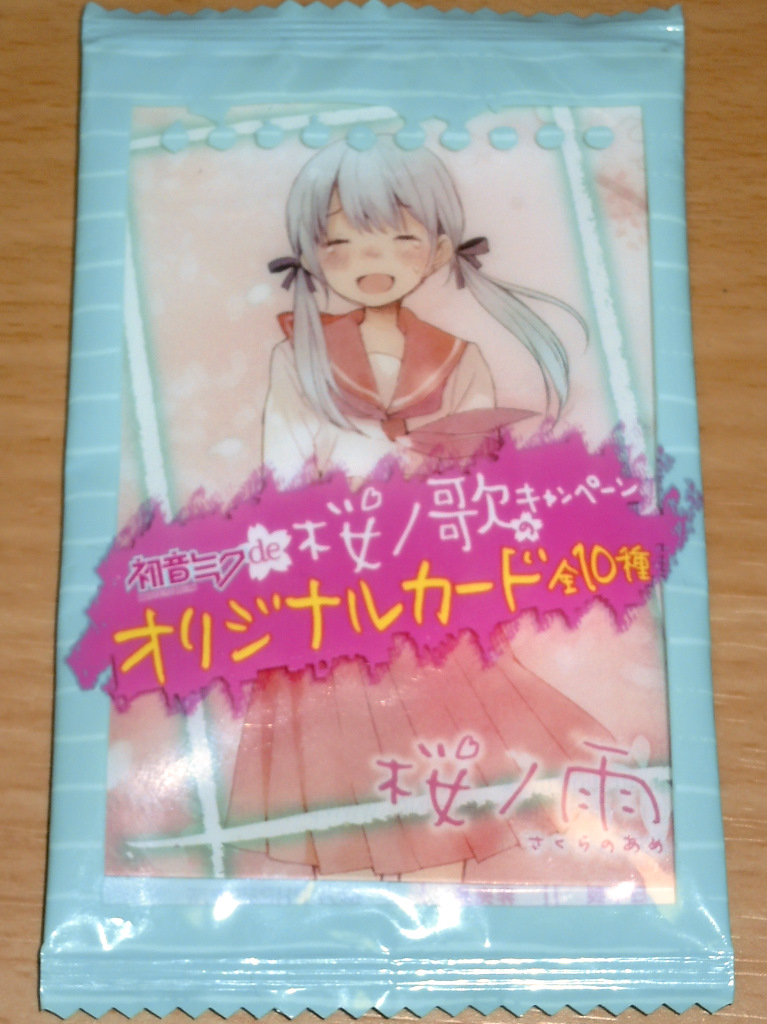 初音ミクde桜ノ歌のキャンペーン
オリジナルカード全10種
桜ノ雨
さくらのあめ